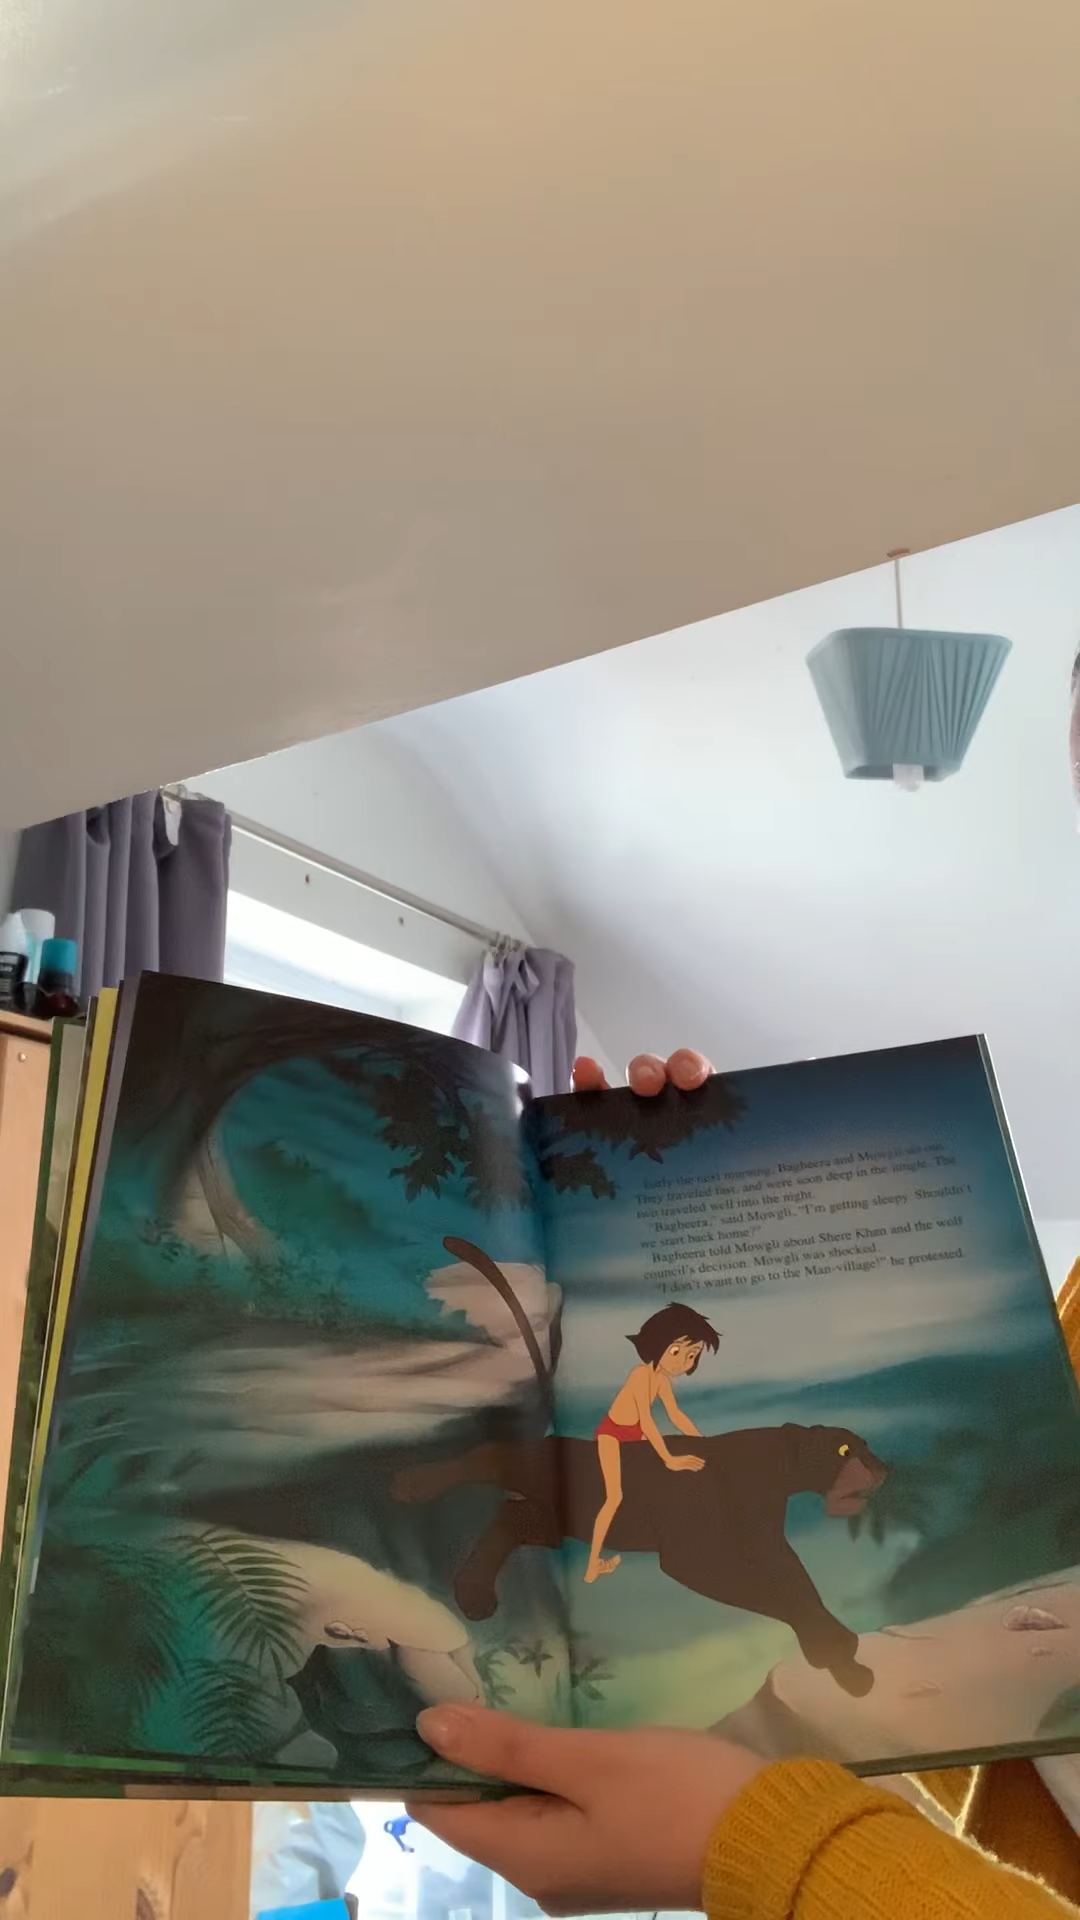 Early the next morning, Bagheera and Mowgli set out.
They traveled fast, and were soon deep in the jungle. The
two traveled well into the night.
"Bagheera," said Mowgli, "I'm getting sleepy. Shouldn't
we start back home?"
Bagheera told Mowgli about Shere Khan and the wolf
council's decision. Mowgli was shocked.
"I don't want to go to the Man-village!" he protested.